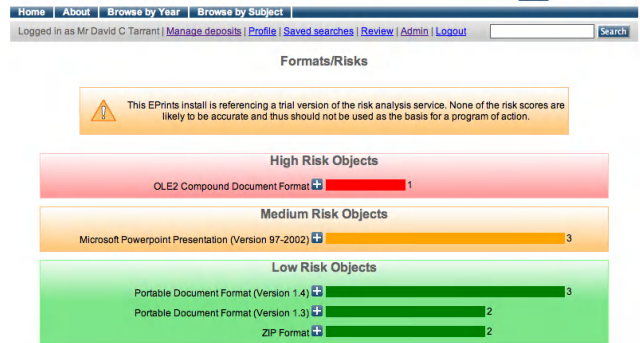 Home | About | Browse by Year | Browse by Subject |
Logged in as Mr David C Tarrant | Manage deposits | Profile | Saved searches | Review | Admin | Logout Search
Formats/Risks
This EPrints install is referencing a trial version of the risk analysis service. None of the risk scores are
likely to be accurate and thus should not be used as the basis for a program of action.
High Risk Objects
OLE2 Compound Document Format + 1
Medium Risk Objects
Microsoft Powerpoint Presentation (Version 97-2002) + 3
Low Risk Objects
Portable Document Format (Version 1.4) + 3
Portable Document Format (Version 1.3) + 2
ZIP Format + 2